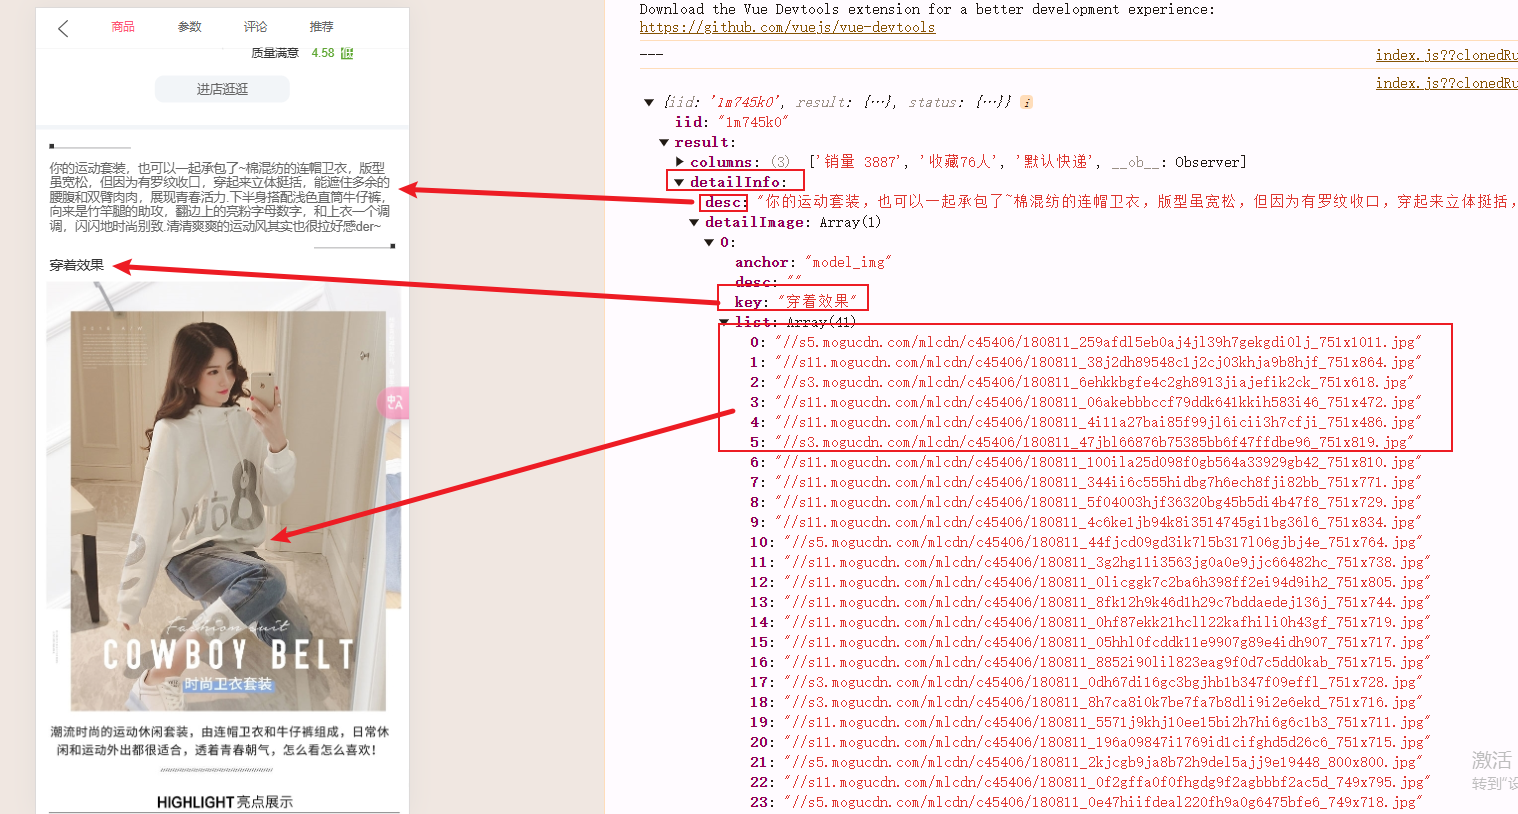 商品 参数 评论 推荐
质量满意 4.58 低
进店逛逛
你的运动套装，也可以一起承包了~棉混纺的连帽卫衣，版型
虽宽松，但因为有罗纹收口，穿起来立体挺括，能遮住多余的
腰腹和双臂肉肉，展现青春活力.下半身搭配浅色直筒牛仔裤，
向来是竹竿腿的助攻，翻边上的亮粉字母数字，和上衣一个调
调，闪闪地时尚别致.清清爽爽的运动风其实也很拉好感der~
穿着效果
Fashion suit
COWBOY BELT
时尚卫衣套装
潮流时尚的运动休闲套装，由连帽卫衣和牛仔裤组成，日常休
闲和运动外出都很适合，透着青春朝气，怎么看怎么喜欢！
HIGHLIGHT 亮点展示
Download the Vue Devtools extension for a better development experience:
https://github.com/vuejs/vue-devtools
--- index.js??clonedRu
index.js??clonedRu
{iid: '1m745k0', result: {…}, status: {…}} i
iid: "1m745k0"
result:
columns: (3) ['销量 3887', '收藏76人', '默认快递', __ob__: Observer]
detailInfo:
desc: "你的运动套装，也可以一起承包了~棉混纺的连帽卫衣，版型虽宽松，但因为有罗纹收口，穿起来立体挺括，
detailImage: Array(1)
0:
anchor: "model_img"
desc: ""
key: "穿着效果"
list: Array(41)
0: "//s5.mogucdn.com/mlcdn/c45406/180811_259afdl5eb0aj4jl39h7gekgdi0lj_751x1011.jpg"
1: "//s11.mogucdn.com/mlcdn/c45406/180811_38j2dh89548c1j2cj03khja9b8hjf_751x864.jpg"
2: "//s3.mogucdn.com/mlcdn/c45406/180811_6ehkkbgfe4c2gh8913jiajefik2ck_751x618.jpg"
3: "//s11.mogucdn.com/mlcdn/c45406/180811_06akebbbccf79ddk641kkih583i46_751x472.jpg"
4: "//s11.mogucdn.com/mlcdn/c45406/180811_4i11a27bai85f99jl6icii3h7cfji_751x486.jpg"
5: "//s3.mogucdn.com/mlcdn/c45406/180811_47jbl66876b75385bb6f47ffdbe96_751x819.jpg"
6: "//s11.mogucdn.com/mlcdn/c45406/180811_100ila25d098f0gb564a33929gb42_751x810.jpg"
7: "//s11.mogucdn.com/mlcdn/c45406/180811_344ii6c555hidbg7h6ech8fji82bb_751x771.jpg"
8: "//s11.mogucdn.com/mlcdn/c45406/180811_5f04003hjf36320bg45b5di4b47f8_751x729.jpg"
9: "//s11.mogucdn.com/mlcdn/c45406/180811_4c6ke1jb94k8i3514745gi1bg36l6_751x834.jpg"
10: "//s5.mogucdn.com/mlcdn/c45406/180811_44fjcd09gd3ik7l5b317l06gjbj4e_751x764.jpg"
11: "//s11.mogucdn.com/mlcdn/c45406/180811_3g2hg11i3563jg0a0e9jjc66482hc_751x738.jpg"
12: "//s11.mogucdn.com/mlcdn/c45406/180811_0licggk7c2ba6h398ff2ei94d9ih2_751x805.jpg"
13: "//s11.mogucdn.com/mlcdn/c45406/180811_8fk12h9k46d1h29c7bddaedej136j_751x744.jpg"
14: "//s11.mogucdn.com/mlcdn/c45406/180811_0hf87ekk21hcll22kafhili0h43gf_751x719.jpg"
15: "//s11.mogucdn.com/mlcdn/c45406/180811_05hhl0fcddk11e9907g89e4idh907_751x717.jpg"
16: "//s11.mogucdn.com/mlcdn/c45406/180811_8852i90lil823eag9f0d7c5dd0kab_751x715.jpg"
17: "//s3.mogucdn.com/mlcdn/c45406/180811_0dh67di16gc3bgjhb1b347f09effl_751x728.jpg"
18: "//s3.mogucdn.com/mlcdn/c45406/180811_8h7ca8i0k7be7fa7b8dli9i2e6ekd_751x716.jpg"
19: "//s11.mogucdn.com/mlcdn/c45406/180811_5571j9khj10ee15bi2h7hi6g6c1b3_751x711.jpg"
20: "//s11.mogucdn.com/mlcdn/c45406/180811_196a09847i1769id1cifghd5d26c6_751x715.jpg"
21: "//s5.mogucdn.com/mlcdn/c45406/180811_2kjcgb9ja8b72h9del5ajj9e19448_800x800.jpg"
22: "//s11.mogucdn.com/mlcdn/c45406/180811_0f2gffa0f0fhgdg9f2agbbbf2ac5d_749x795.jpg"
23: "//s5.mogucdn.com/mlcdn/c45406/180811_0e47hiifdeal220fh9a0g6475bfe6_749x718.jpg"
激活
转到"设